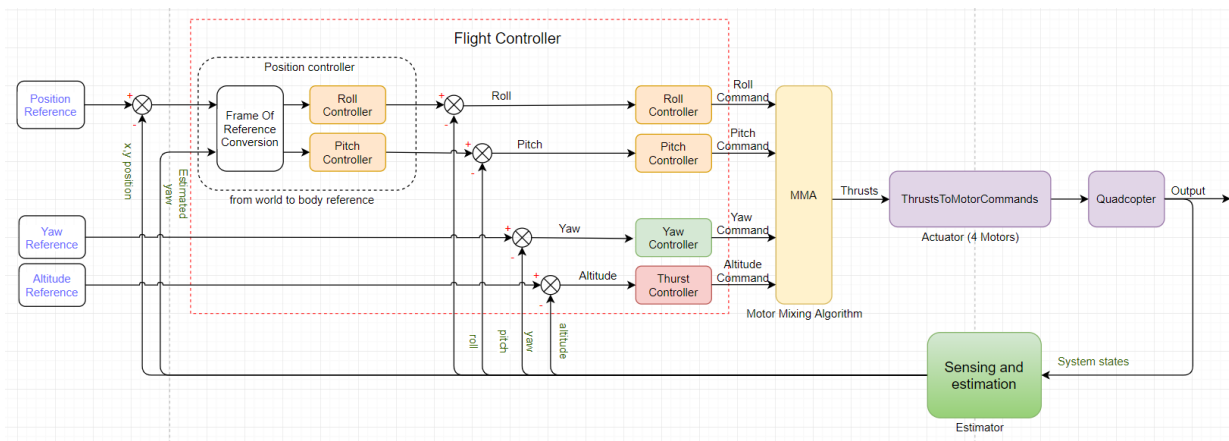 Flight Controller
Position controller
Position
Reference
+
-
Frame Of
Reference
Conversion
Roll
Controller
Pitch
Controller
from world to body reference
+
-
Roll
+
-
Pitch
Roll
Controller
Pitch
Controller
Roll
Command
Pitch
Command
x.y position
Estimated
yaw
Yaw
Reference
+
-
Yaw
Yaw
Controller
Yaw
Command
Altitude
Reference
+
-
Altitude
Thurst
Controller
Altitude
Command
MMA
Motor Mixing Algorithm
Thrusts
ThrustsToMotorCommands
Actuator (4 Motors)
Quadcopter
Output
roll
pitch
yaw
altitude
System states
Sensing and
estimation
Estimator